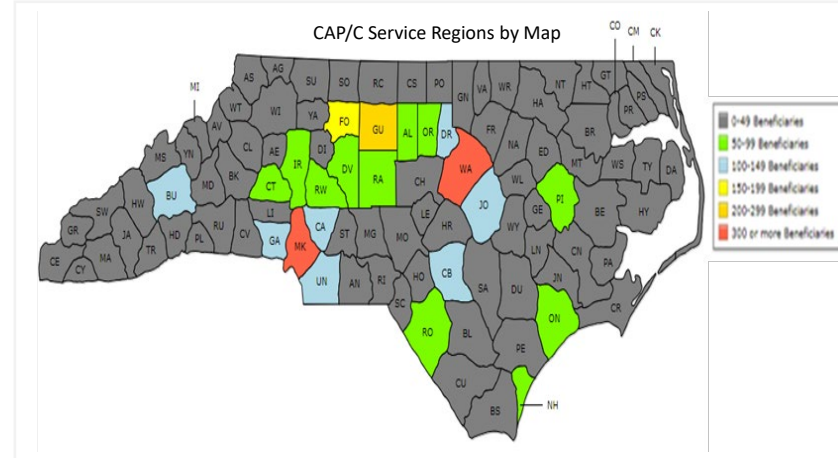 CAP/C Service Regions by Map
CO
CM
CK
MI
AS
AG
SU
SO
RC
CS
PO
GN
VA
WR
NT
HT
GT
PS
PR
HA
WT
WI
YA
FO
GU
AL
OR
DR
FR
NA
ED
BR
AV
CL
MS
YN
AE
IR
DI
DV
RA
WA
MT
WS
TY
DA
BU
MD
BK
CT
RW
CH
WL
PI
JO
HW
SW
GR
JA
HD
TR
PL
RU
CV
LI
GA
MK
CA
ST
MG
MO
LE
HR
WY
GE
BE
HY
LN
CN
PA
CE
CY
MA
UN
AN
RI
HO
CB
SA
DU
JN
CR
SC
RO
BL
ON
PE
CU
BS
NH
0-49 Beneficiaries
50-99 Beneficiaries
100-149 Beneficiaries
150-199 Beneficiaries
200-299 Beneficiaries
300 or more Beneficiaries